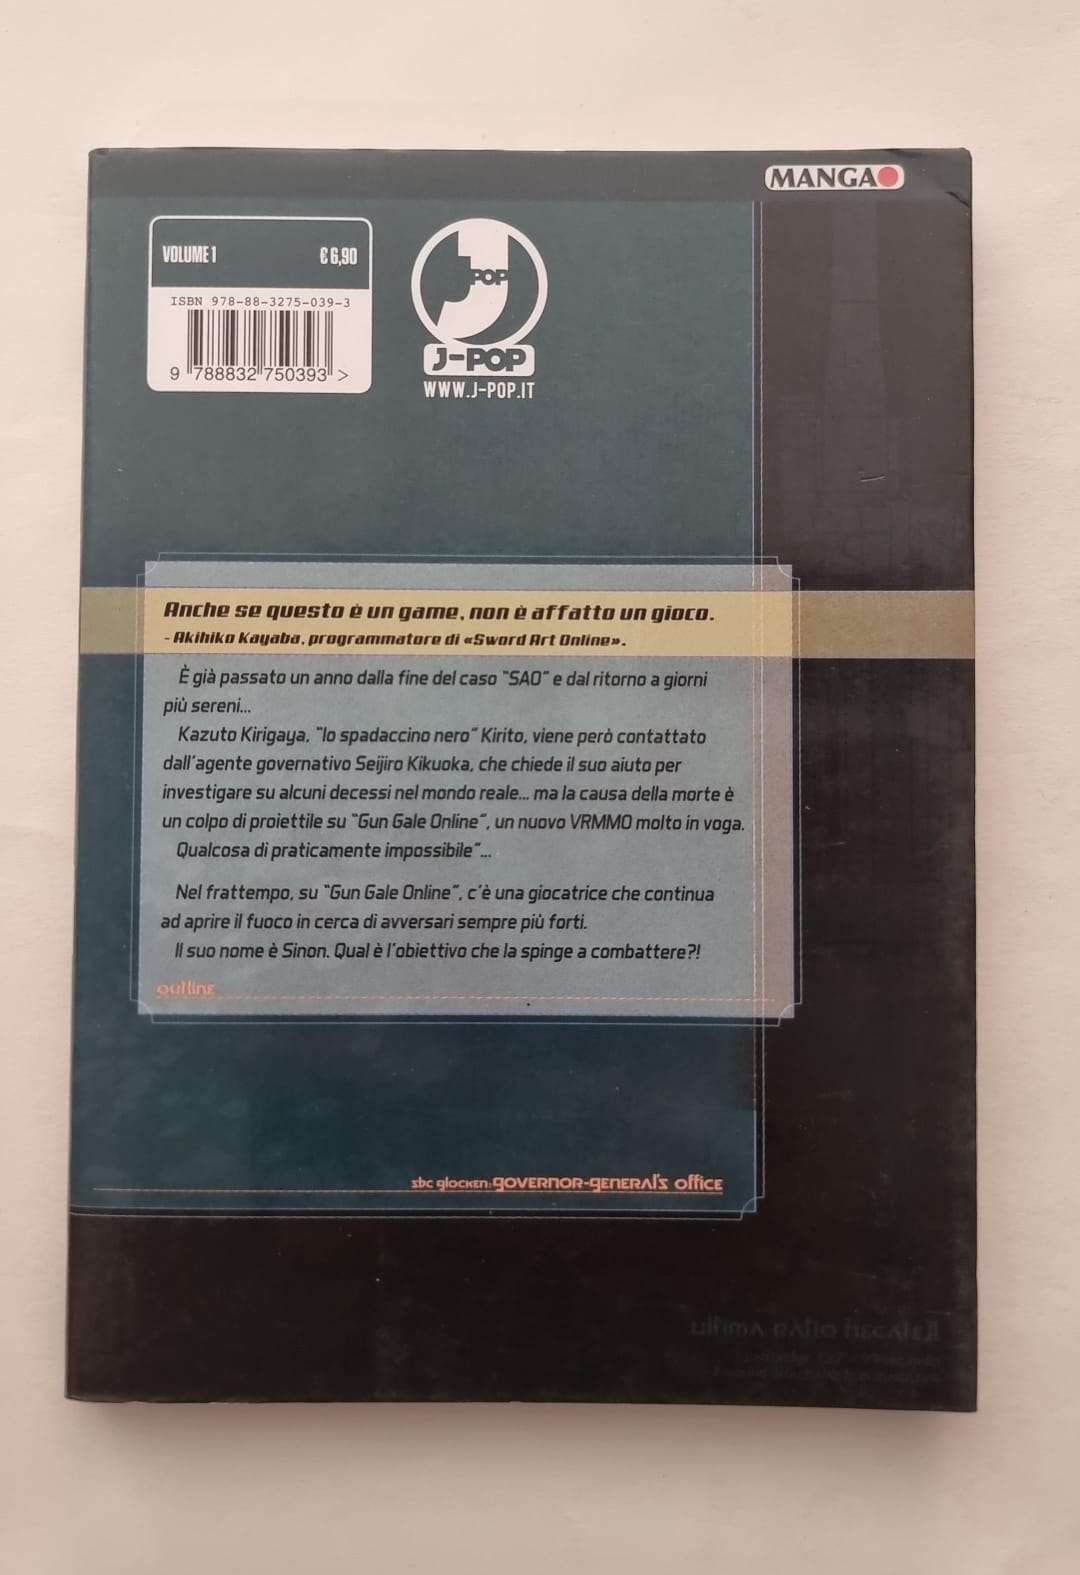 MANGA
VOLUME 1
€ 6,90
ISBN 978-88-3275-039-3
9 788832 750393 >
J POP
J-POP
WWW.J-POP.IT
Anche se questo è un game, non è affatto un gioco.
- Akihiko Kayaba, programmatore di «Sword Art Online».
È già passato un anno dalla fine del caso "SAO" e dal ritorno a giorni
più sereni...
Kazuto Kirigaya, "lo spadaccino nero" Kirito, viene però contattato
dall'agente governativo Seijiro Kikuoka, che chiede il suo aiuto per
investigare su alcuni decessi nel mondo reale... ma la causa della morte è
un colpo di proiettile su "Gun Gale Online", un nuovo VRMMO molto in voga.
Qualcosa di praticamente impossibile"...
Nel frattempo, su "Gun Gale Online", c'è una giocatrice che continua
ad aprire il fuoco in cerca di avversari sempre più forti.
Il suo nome è Sinon. Qual è l'obiettivo che la spinge a combattere?!
outline
sbc glocken: governor-general's office
ultima ratio hecate II